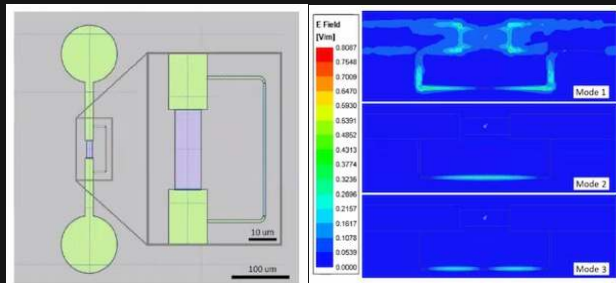 10 um
100 um
E Field
[V/m]
0.8087
0.7548
0.7009
0.6470
0.5930
0.5391
0.4852
0.4313
0.3774
0.3235
0.2696
0.2157
0.1617
0.1078
0.0539
0.0000
Mode 1
Mode 2
Mode 3